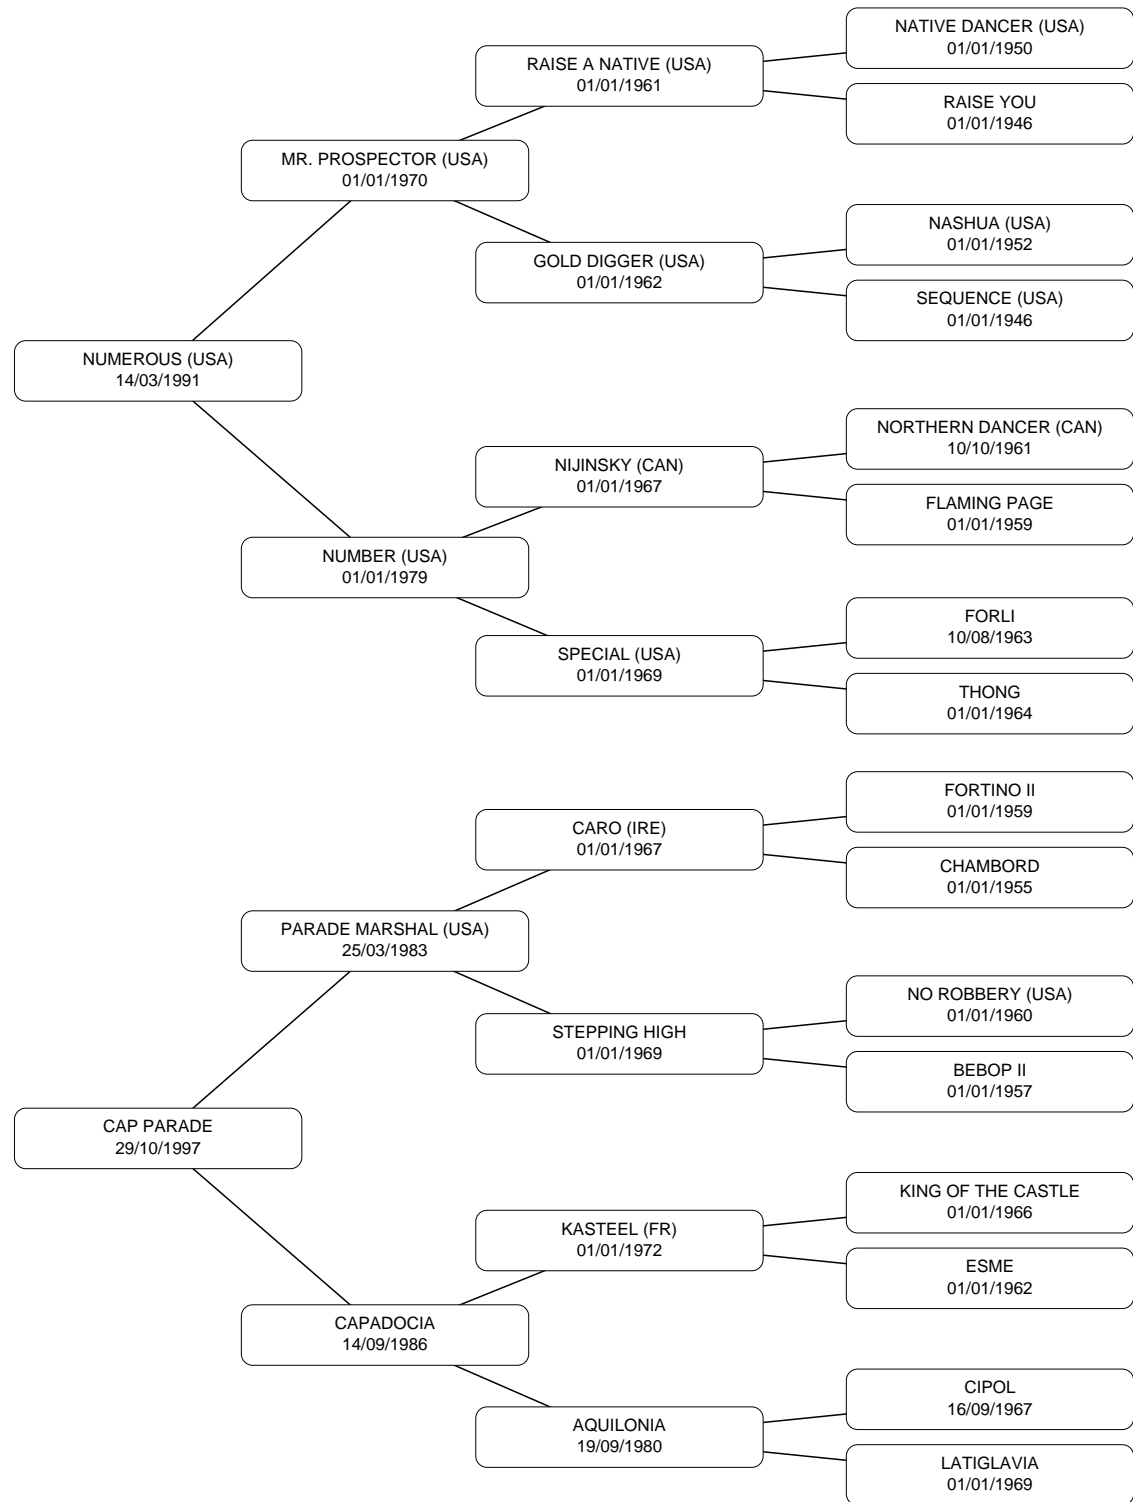 NATIVE DANCER (USA)
01/01/1950
RAISE A NATIVE (USA)
01/01/1961
RAISE YOU
01/01/1946
MR. PROSPECTOR (USA)
01/01/1970
NASHUA (USA)
01/01/1952
GOLD DIGGER (USA)
01/01/1962
SEQUENCE (USA)
01/01/1946
NUMEROUS (USA)
14/03/1991
NORTHERN DANCER (CAN)
10/10/1961
NIJINSKY (CAN)
01/01/1967
FLAMING PAGE
01/01/1959
NUMBER (USA)
01/01/1979
FORLI
10/08/1963
SPECIAL (USA)
01/01/1969
THONG
01/01/1964
FORTINO II
01/01/1959
CARO (IRE)
01/01/1967
CHAMBORD
01/01/1955
PARADE MARSHAL (USA)
25/03/1983
NO ROBBERY (USA)
01/01/1960
STEPPING HIGH
01/01/1969
BEBOP II
01/01/1957
CAP PARADE
29/10/1997
KING OF THE CASTLE
01/01/1966
KASTEEL (FR)
01/01/1972
ESME
01/01/1962
CAPADOCIA
14/09/1986
CIPOL
16/09/1967
AQUILONIA
19/09/1980
LATIGLAVIA
01/01/1969